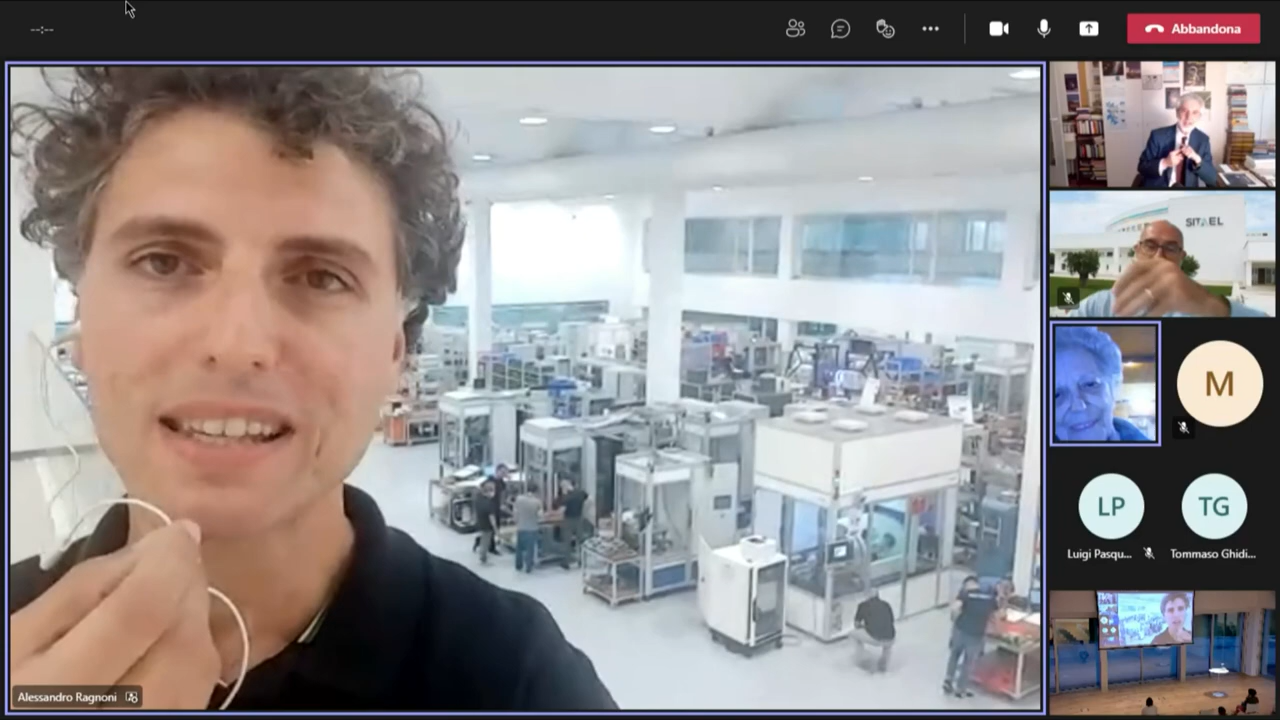 --:--
Abbandona
SITAEL
M
LP
TG
Luigi Pasqu...
Tommaso Ghidi...
Alessandro Ragnoni